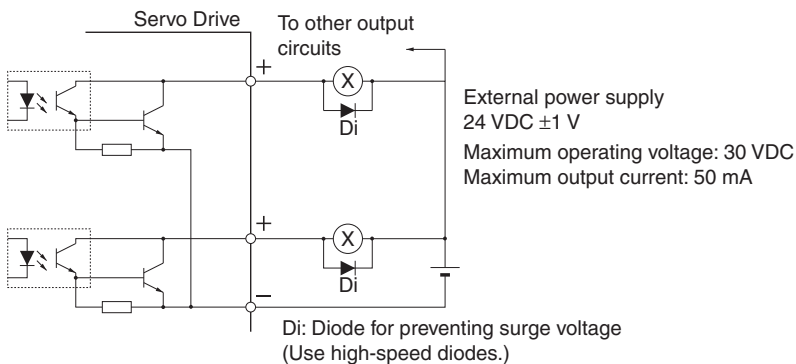 Servo Drive
To other output
circuits
+
X
Di
External power supply
24 VDC ±1 V
Maximum operating voltage: 30 VDC
Maximum output current: 50 mA
+
X
Di
−
Di: Diode for preventing surge voltage
(Use high-speed diodes.)